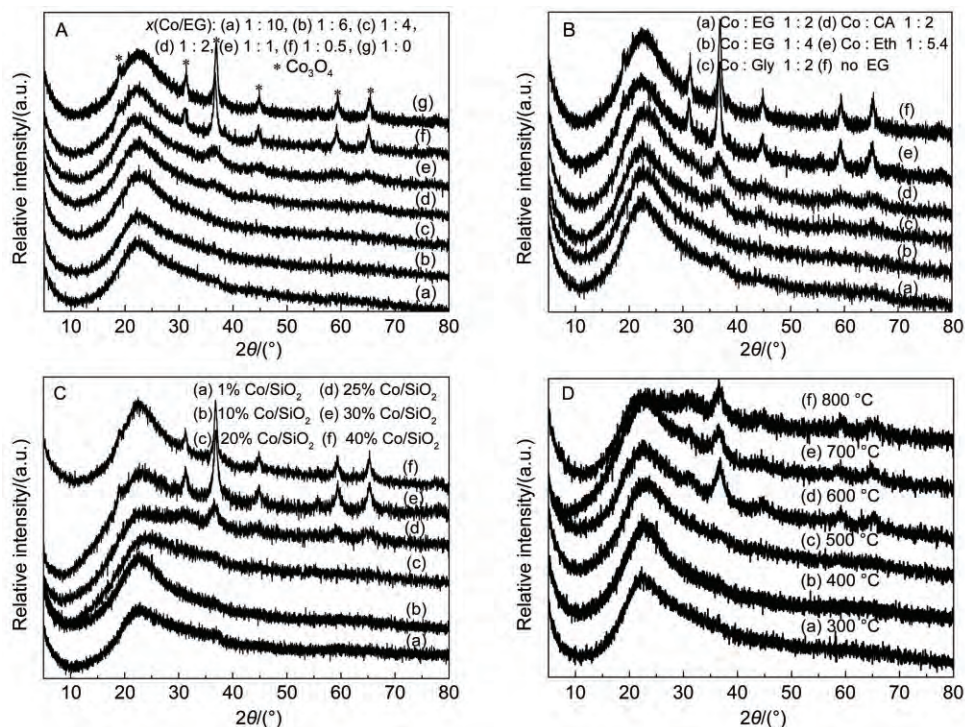 A
x(Co/EG): (a) 1 : 10, (b) 1 : 6, (c) 1 : 4,
(d) 1 : 2, (e) 1 : 1, (f) 1 : 0.5, (g) 1 : 0
* Co₃O₄
(g)
(f)
(e)
(d)
(c)
(b)
(a)
Relative intensity/(a.u.)
10 20 30 40 50 60 70 80
2θ/(°)
B
(a) Co : EG 1 : 2 (d) Co : CA 1 : 2
(b) Co : EG 1 : 4 (e) Co : Eth 1 : 5.4
(c) Co : Gly 1 : 2 (f) no EG
(f)
(e)
(d)
(c)
(b)
(a)
Relative intensity/(a.u.)
10 20 30 40 50 60 70 80
2θ/(°)
C
(a) 1% Co/SiO₂ (d) 25% Co/SiO₂
(b) 10% Co/SiO₂ (e) 30% Co/SiO₂
(c) 20% Co/SiO₂ (f) 40% Co/SiO₂
(f)
(e)
(d)
(c)
(b)
(a)
Relative intensity/(a.u.)
10 20 30 40 50 60 70 80
2θ/(°)
D
(f) 800 °C
(e) 700 °C
(d) 600 °C
(c) 500 °C
(b) 400 °C
(a) 300 °C
Relative intensity/(a.u.)
10 20 30 40 50 60 70 80
2θ/(°)